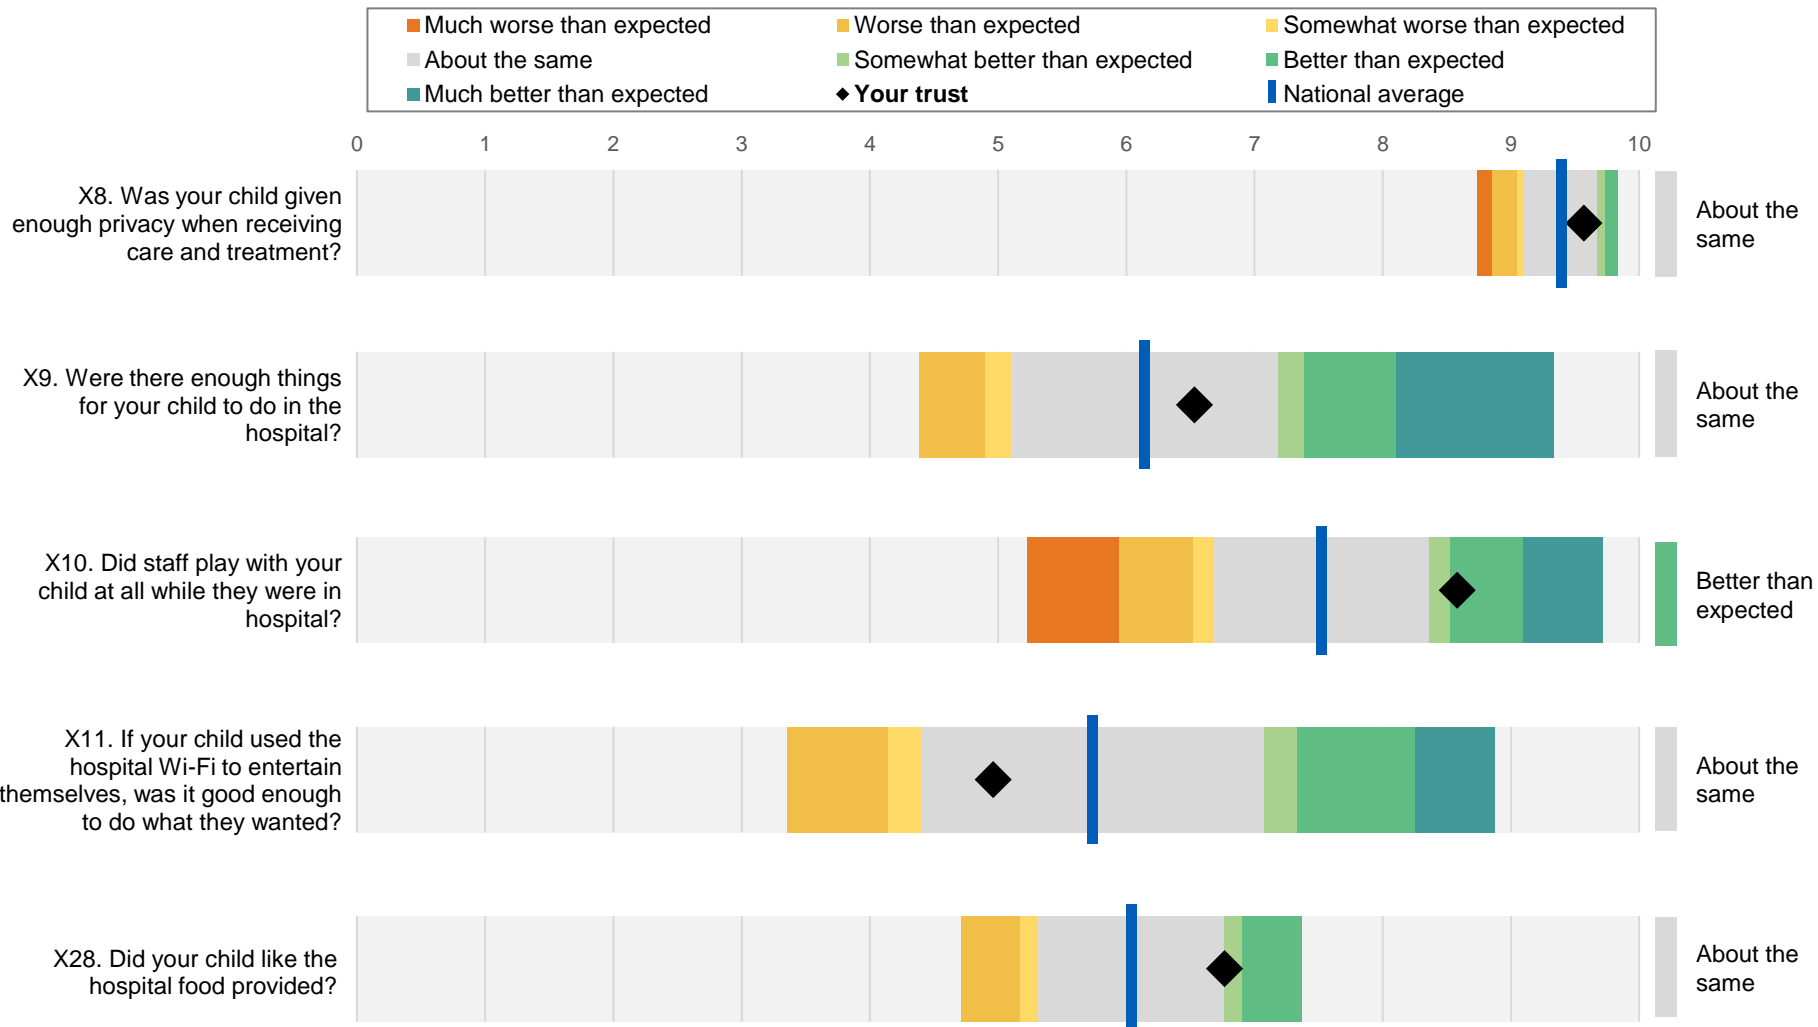 Much worse than expected
Worse than expected
Somewhat worse than expected
About the same
Somewhat better than expected
Better than expected
Much better than expected
Your trust
National average
0 1 2 3 4 5 6 7 8 9 10
X8. Was your child given
enough privacy when receiving
care and treatment?
About the
same
X9. Were there enough things
for your child to do in the
hospital?
About the
same
X10. Did staff play with your
child at all while they were in
hospital?
Better than
expected
X11. If your child used the
hospital Wi-Fi to entertain
themselves, was it good enough
to do what they wanted?
About the
same
X28. Did your child like the
hospital food provided?
About the
same